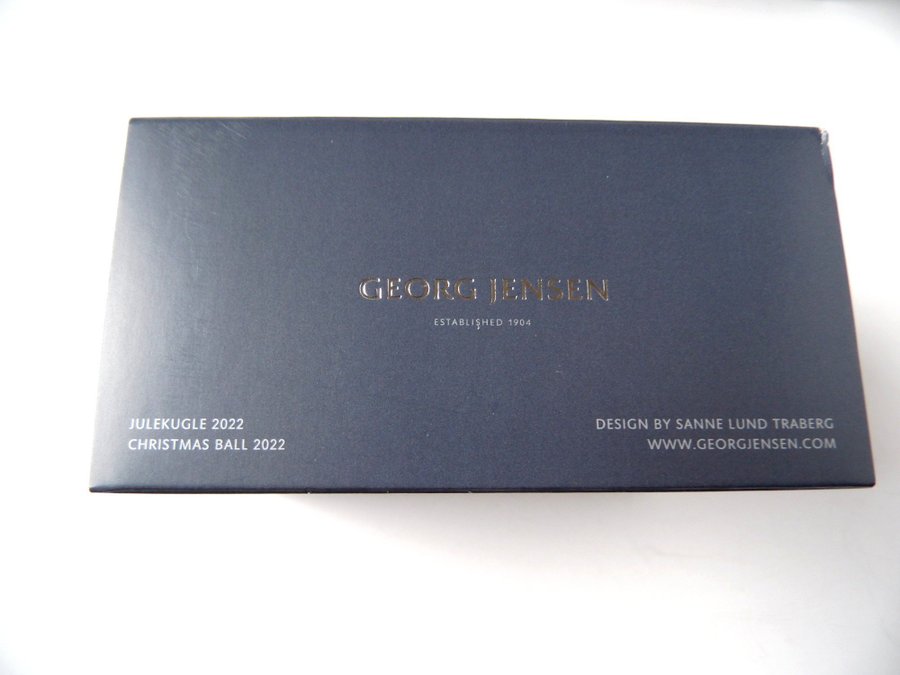 GEORG JENSEN
ESTABLISHED 1904
JULEKUGLE 2022
CHRISTMAS BALL 2022
DESIGN BY SANNE LUND TRABERG
WWW.GEORGJENSEN.COM